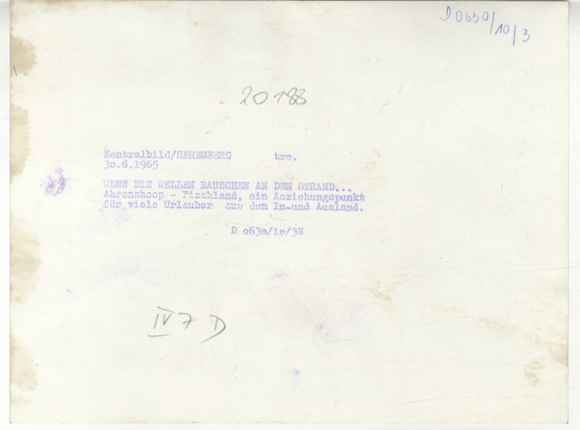 D 0630/10/3
20188
Zentralbild/SPREMBERG trc.
30.6.1965
WENN DIE WELLEN RAUSCHEN AN DEN STRAND...
Ahrenshoop - Fischland, ein Anziehungspunkt
für viele Urlauber aus dem In-und Ausland.
D 0630/10/3N
IV 7 D